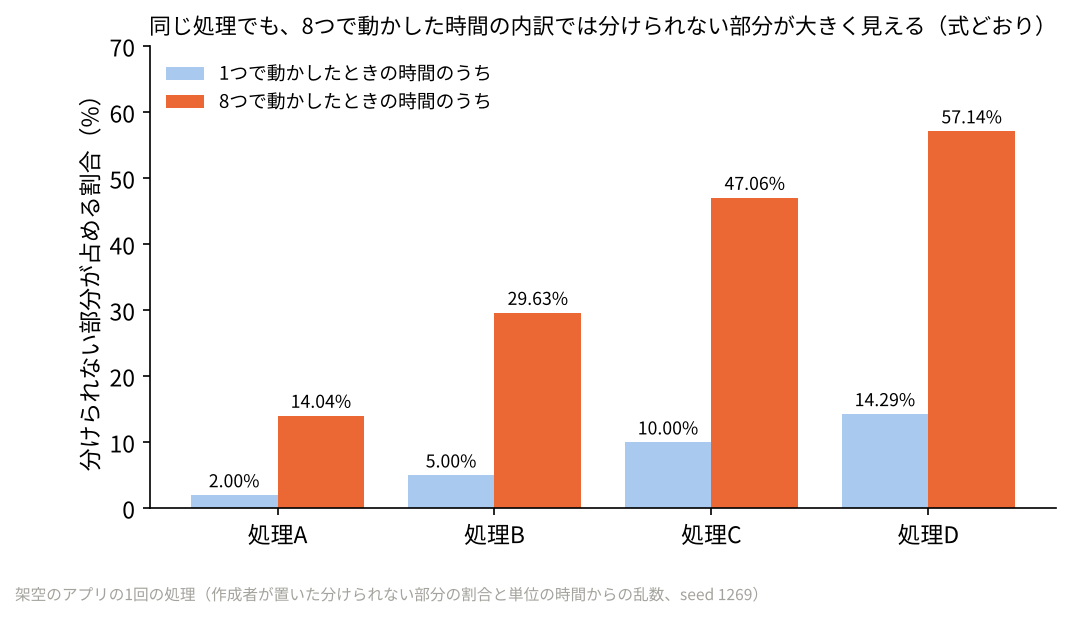 同じ処理でも、8つで動かした時間の内訳では分けられない部分が大きく見える（式どおり）
分けられない部分が占める割合（%）
70
60
50
40
30
20
10
0
1つで動かしたときの時間のうち
8つで動かしたときの時間のうち
2.00%
14.04%
5.00%
29.63%
10.00%
47.06%
14.29%
57.14%
処理A
処理B
処理C
処理D
架空のアプリの1回の処理（作成者が置いた分けられない部分の割合と単位の時間からの乱数、seed 1269）